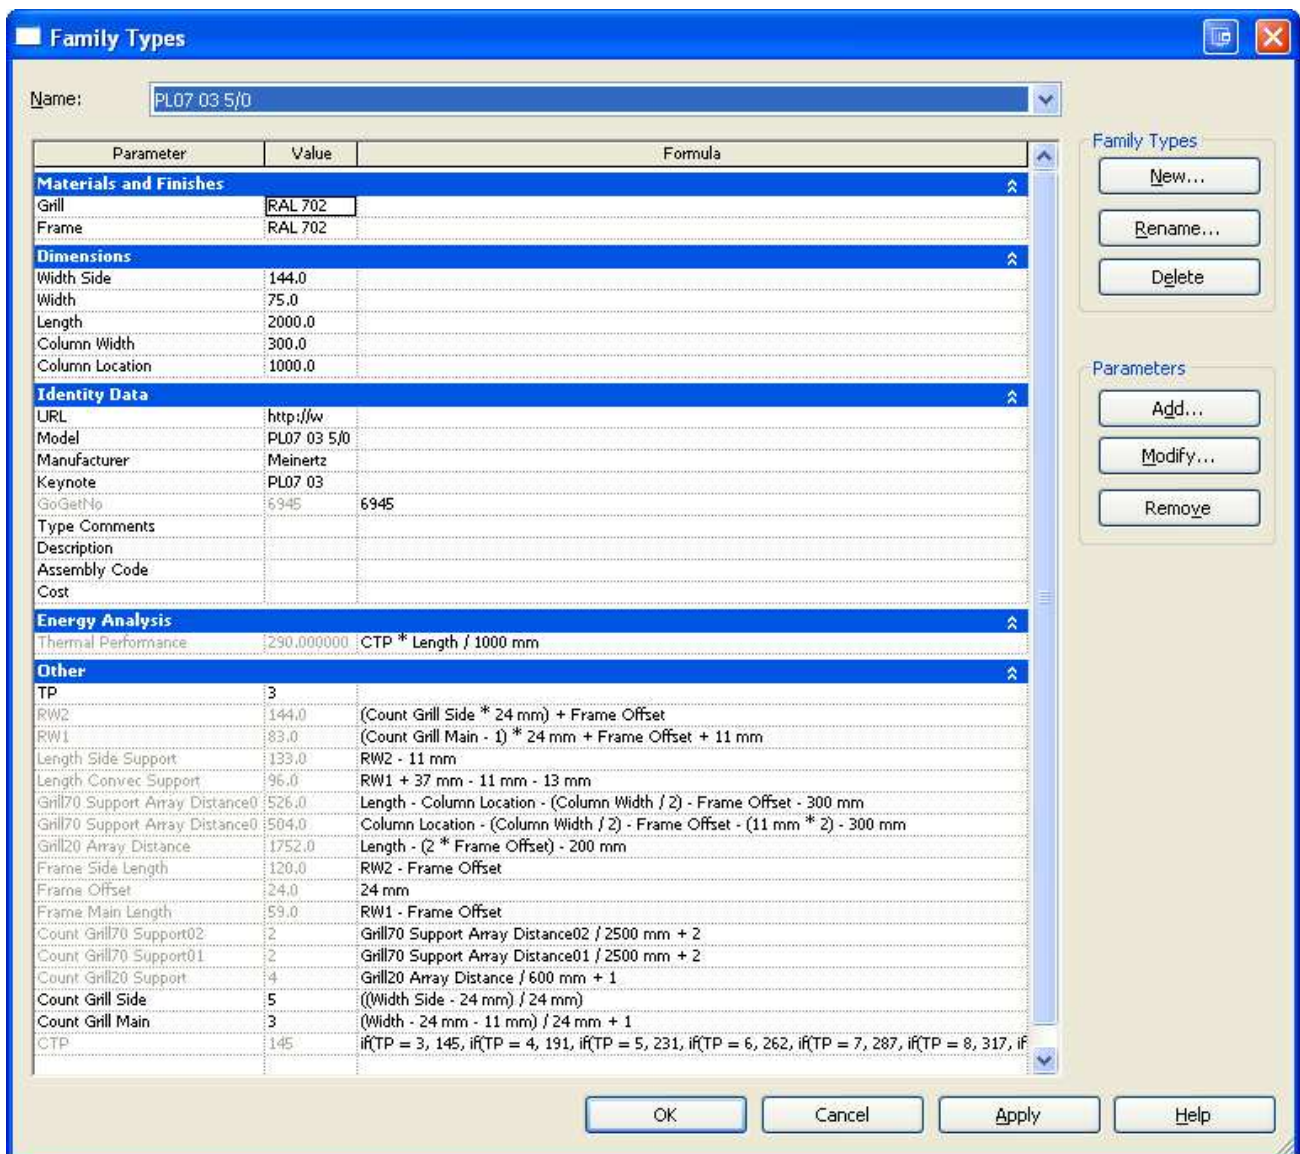 Family Types
Name: PL07 03 5/0
Parameter Value Formula
Materials and Finishes
Grill RAL 702
Frame RAL 702
Dimensions
Width Side 144.0
Width 75.0
Length 2000.0
Column Width 300.0
Column Location 1000.0
Identity Data
URL http://w
Model PL07 03 5/0
Manufacturer Meinertz
Keynote PL07 03
GoGetNo 6945 6945
Type Comments
Description
Assembly Code
Cost
Energy Analysis
Thermal Performance 290.000000 CTP * Length / 1000 mm
Other
TP 3
RW2 144.0 (Count Grill Side * 24 mm) + Frame Offset
RW1 83.0 (Count Grill Main - 1) * 24 mm + Frame Offset + 11 mm
Length Side Support 133.0 RW2 - 11 mm
Length Convec Support 96.0 RW1 + 37 mm - 11 mm - 13 mm
Grill70 Support Array Distance0 526.0 Length - Column Location - (Column Width / 2) - Frame Offset - 300 mm
Grill70 Support Array Distance0 504.0 Column Location - (Column Width / 2) - Frame Offset - (11 mm * 2) - 300 mm
Grill20 Array Distance 1752.0 Length - (2 * Frame Offset) - 200 mm
Frame Side Length 120.0 RW2 - Frame Offset
Frame Offset 24.0 24 mm
Frame Main Length 59.0 RW1 - Frame Offset
Count Grill70 Support02 2 Grill70 Support Array Distance02 / 2500 mm + 2
Count Grill70 Support01 2 Grill70 Support Array Distance01 / 2500 mm + 2
Count Grill20 Support 4 Grill20 Array Distance / 600 mm + 1
Count Grill Side 5 ((Width Side - 24 mm) / 24 mm)
Count Grill Main 3 (Width - 24 mm - 11 mm) / 24 mm + 1
CTP 145 if(TP = 3, 145, if(TP = 4, 191, if(TP = 5, 231, if(TP = 6, 262, if(TP = 7, 287, if(TP = 8, 317, if
Family Types
New...
Rename...
Delete
Parameters
Add...
Modify...
Remove
OK Cancel Apply Help